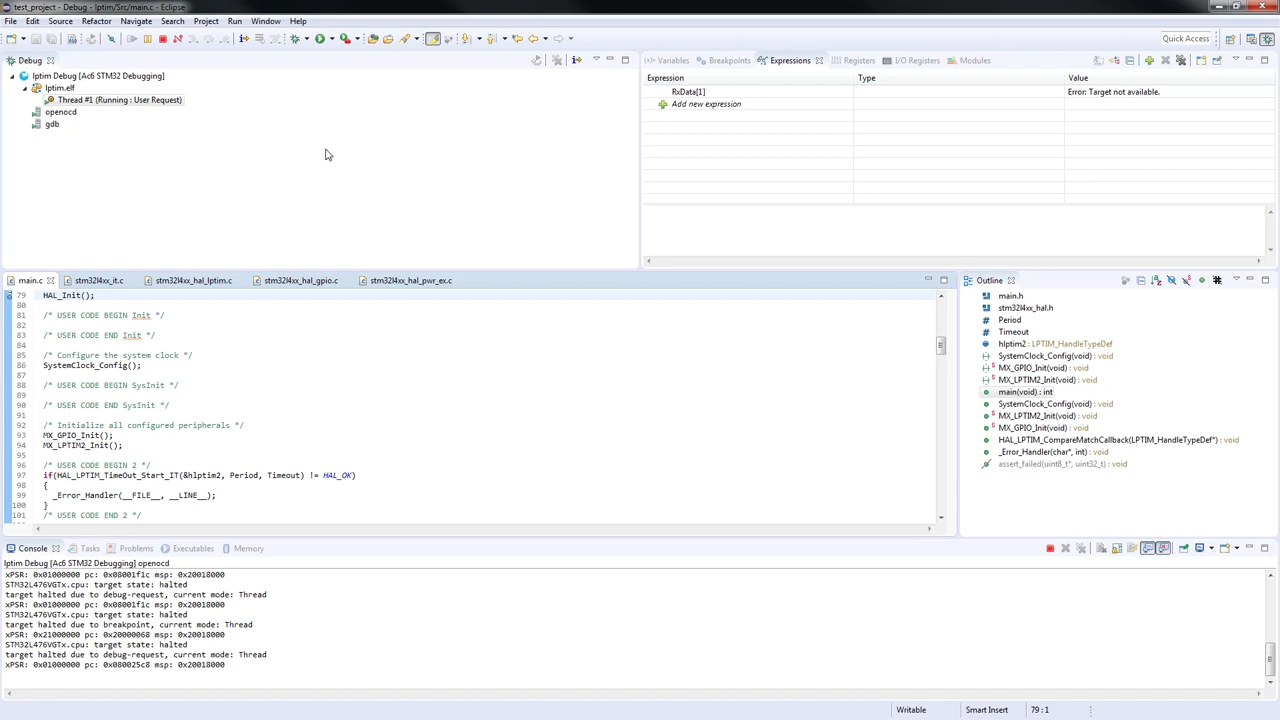 test_project - Debug - lptim/Src/main.c - Eclipse
File Edit Source Refactor Navigate Search Project Run Window Help
Quick Access
Debug
Variables Breakpoints Expressions Registers I/O Registers Modules
lptim Debug [Ac6 STM32 Debugging]
lptim.elf
Thread #1 (Running : User Request)
openocd
gdb
Expression Type Value
RxData[1] Error: Target not available.
Add new expression
main.c stm32l4xx_it.c stm32l4xx_hal_lptim.c stm32l4xx_hal_gpio.c stm32l4xx_hal_pwr_ex.c
79 HAL_Init();
80
81 /* USER CODE BEGIN Init */
82
83 /* USER CODE END Init */
84
85 /* Configure the system clock */
86 SystemClock_Config();
87
88 /* USER CODE BEGIN SysInit */
89
90 /* USER CODE END SysInit */
91
92 /* Initialize all configured peripherals */
93 MX_GPIO_Init();
94 MX_LPTIM2_Init();
95
96 /* USER CODE BEGIN 2 */
97 if(HAL_LPTIM_TimeOut_Start_IT(&hlptim2, Period, Timeout) != HAL_OK)
98 {
99 _Error_Handler(__FILE__, __LINE__);
100 }
101 /* USER CODE END 2 */
Outline
main.h
stm32l4xx_hal.h
Period
Timeout
hlptim2 : LPTIM_HandleTypeDef
SystemClock_Config(void) : void
MX_GPIO_Init(void) : void
MX_LPTIM2_Init(void) : void
main(void) : int
SystemClock_Config(void) : void
MX_LPTIM2_Init(void) : void
MX_GPIO_Init(void) : void
HAL_LPTIM_CompareMatchCallback(LPTIM_HandleTypeDef*) : void
_Error_Handler(char*, int) : void
assert_failed(uint8_t*, uint32_t) : void
Console Tasks Problems Executables Memory
lptim Debug [Ac6 STM32 Debugging] openocd
xPSR: 0x01000000 pc: 0x08001f1c msp: 0x20018000
STM32L476VGTx.cpu: target state: halted
target halted due to debug-request, current mode: Thread
xPSR: 0x01000000 pc: 0x08001f1c msp: 0x20018000
STM32L476VGTx.cpu: target state: halted
target halted due to breakpoint, current mode: Thread
xPSR: 0x21000000 pc: 0x20000068 msp: 0x20018000
STM32L476VGTx.cpu: target state: halted
target halted due to debug-request, current mode: Thread
xPSR: 0x01000000 pc: 0x080025c8 msp: 0x20018000
Writable Smart Insert 79 : 1